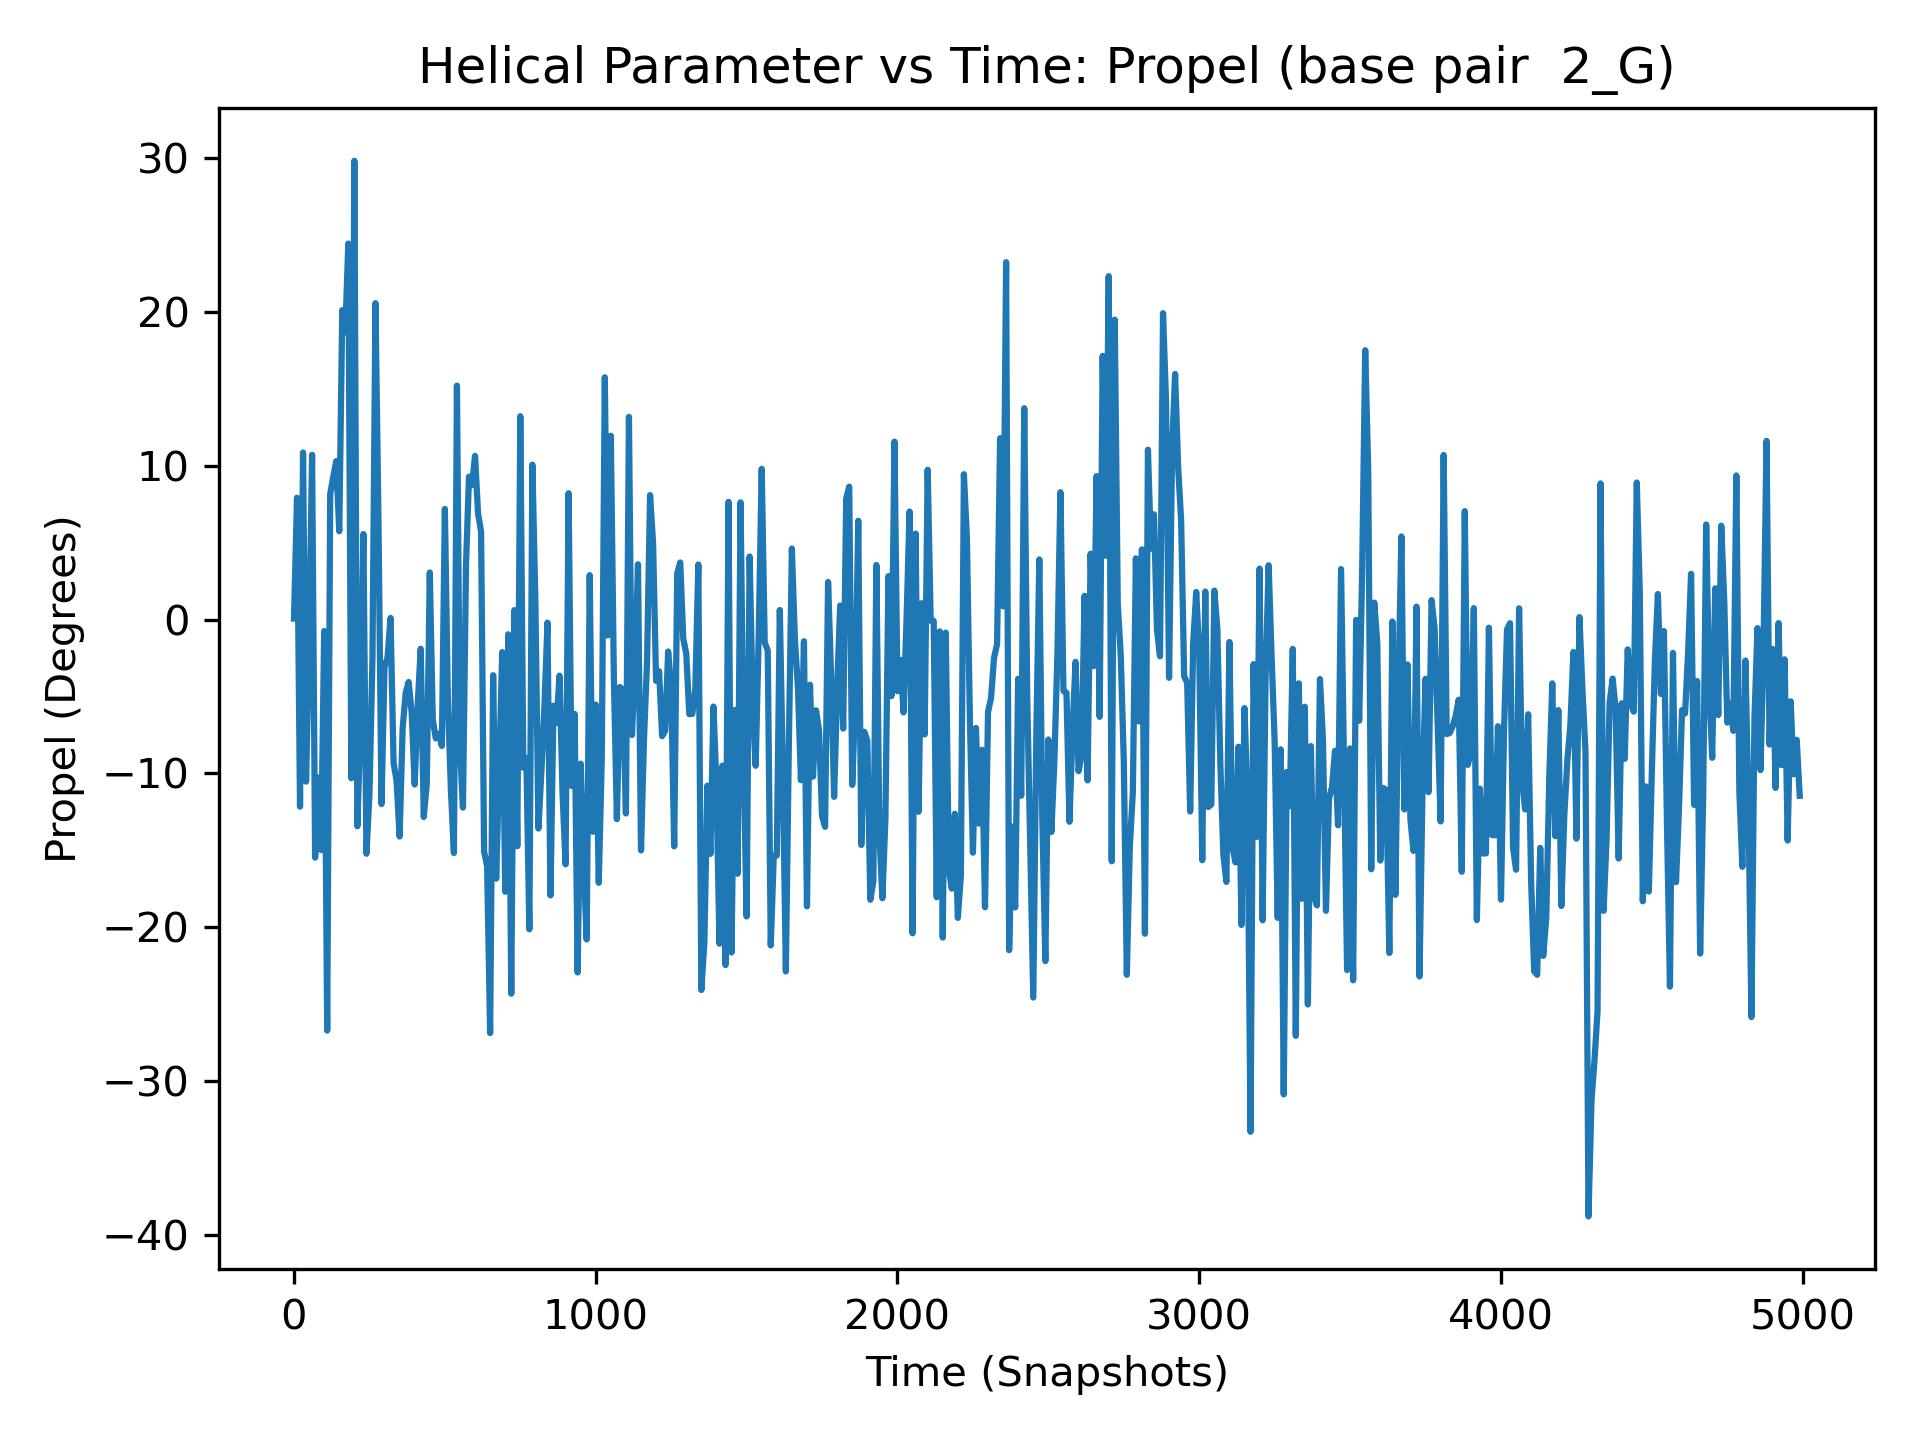 Helical Parameter vs Time: Propel (base pair  2_G)
30
20
10
0
−10
−20
−30
−40
Propel (Degrees)
0 1000 2000 3000 4000 5000
Time (Snapshots)